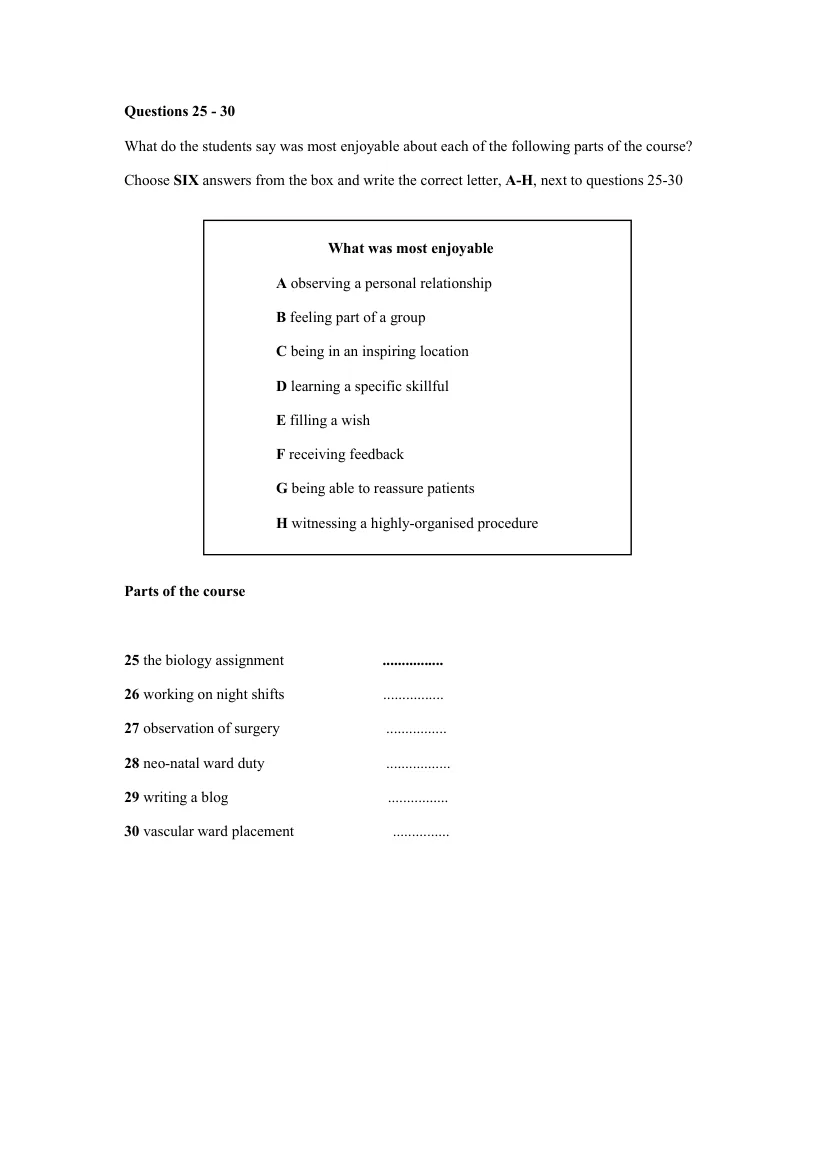 Questions 25 - 30
What do the students say was most enjoyable about each of the following parts of the course?
Choose SIX answers from the box and write the correct letter, A-H, next to questions 25-30
What was most enjoyable
A observing a personal relationship
B feeling part of a group
C being in an inspiring location
D learning a specific skillful
E filling a wish
F receiving feedback
G being able to reassure patients
H witnessing a highly-organised procedure
Parts of the course
25 the biology assignment ................
26 working on night shifts ................
27 observation of surgery ................
28 neo-natal ward duty .................
29 writing a blog ................
30 vascular ward placement ...............